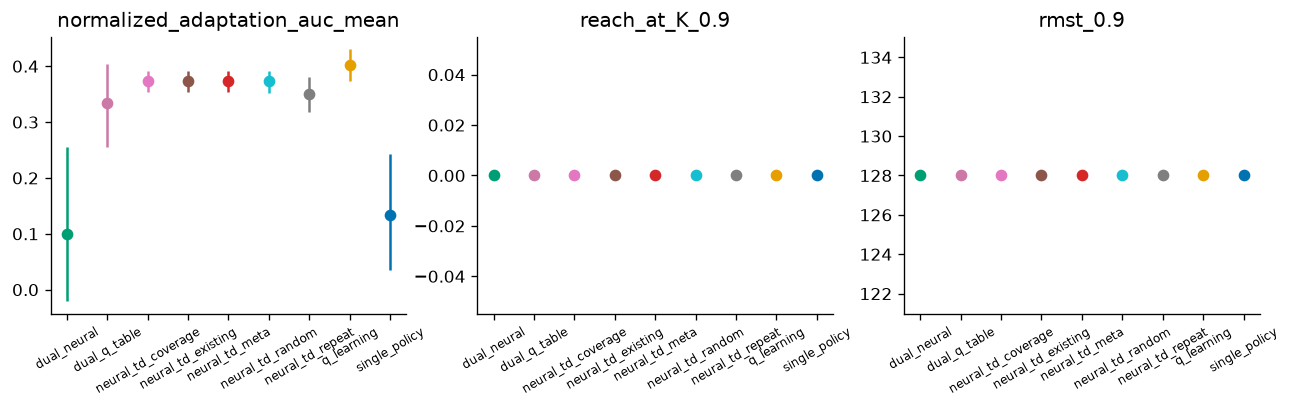 normalized_adaptation_auc_mean
reach_at_K_0.9
rmst_0.9
0.4
0.3
0.2
0.1
0.0
0.04
0.02
0.00
−0.02
−0.04
134
132
130
128
126
124
122
dual_neural
dual_q_table
neural_td_coverage
neural_td_existing
neural_td_meta
neural_td_random
neural_td_repeat
q_learning
single_policy
dual_neural
dual_q_table
neural_td_coverage
neural_td_existing
neural_td_meta
neural_td_random
neural_td_repeat
q_learning
single_policy
dual_neural
dual_q_table
neural_td_coverage
neural_td_existing
neural_td_meta
neural_td_random
neural_td_repeat
q_learning
single_policy